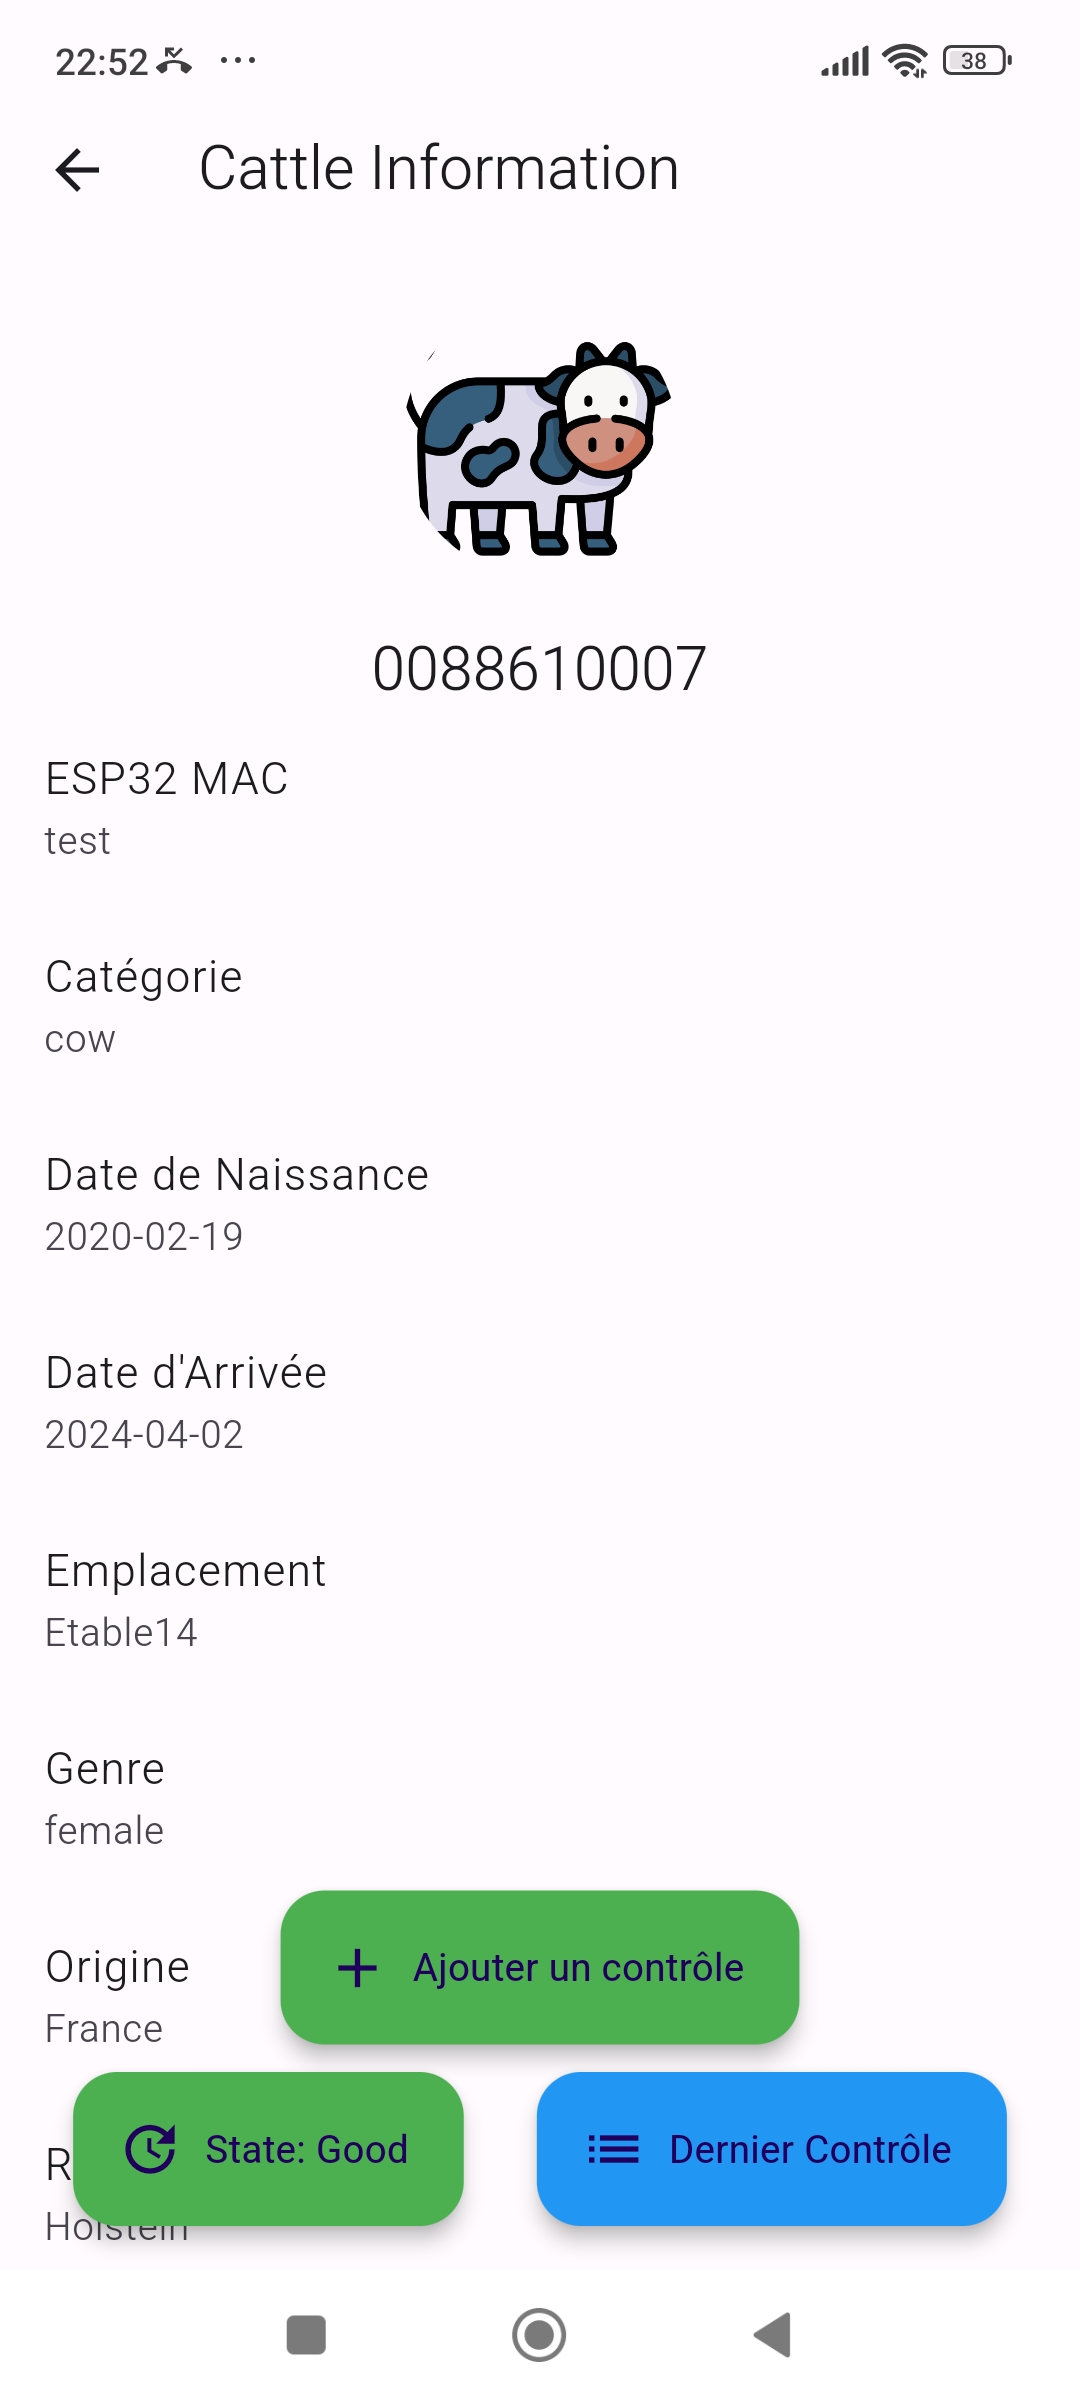 22:52
38
Cattle Information
0088610007
ESP32 MAC
test
Catégorie
cow
Date de Naissance
2020-02-19
Date d'Arrivée
2024-04-02
Emplacement
Etable14
Genre
female
Origine
Ajouter un contrôle
France
State: Good
Dernier Contrôle
Holstein